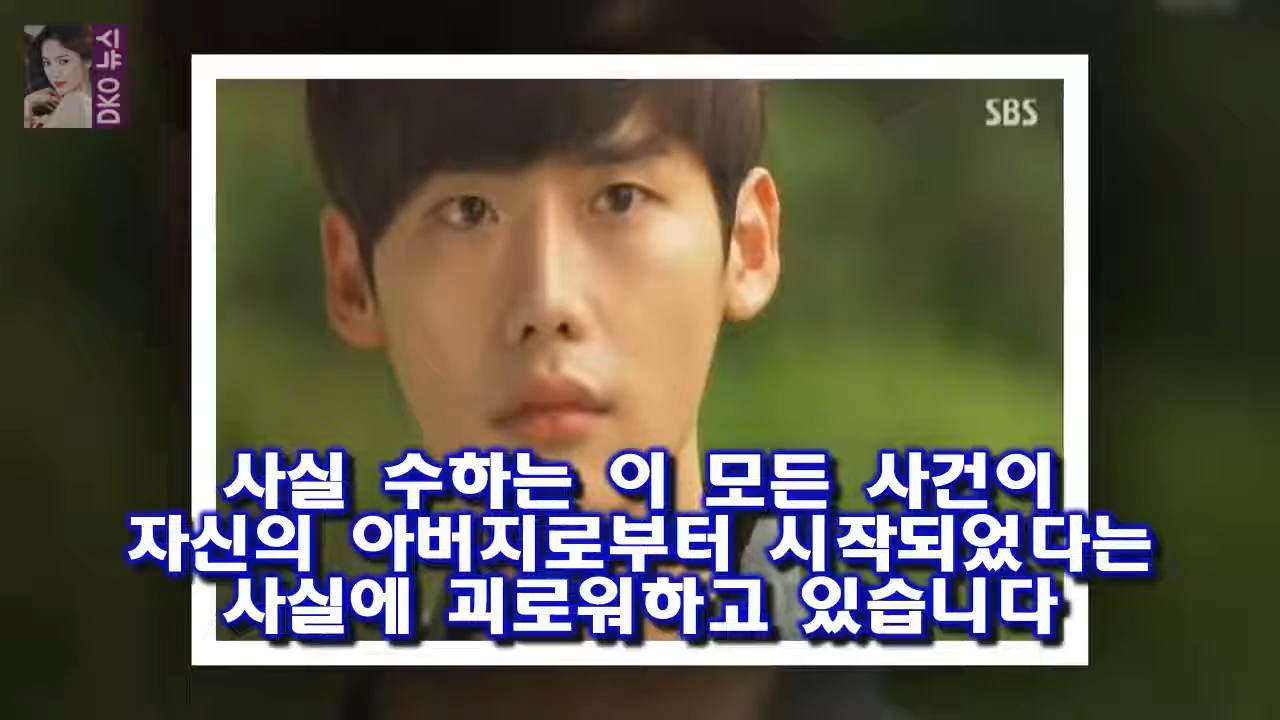 DKO 뉴스
SBS
사실 수하는 이 모든 사건이
자신의 아버지로부터 시작되었다는
사실에 괴로워하고 있습니다